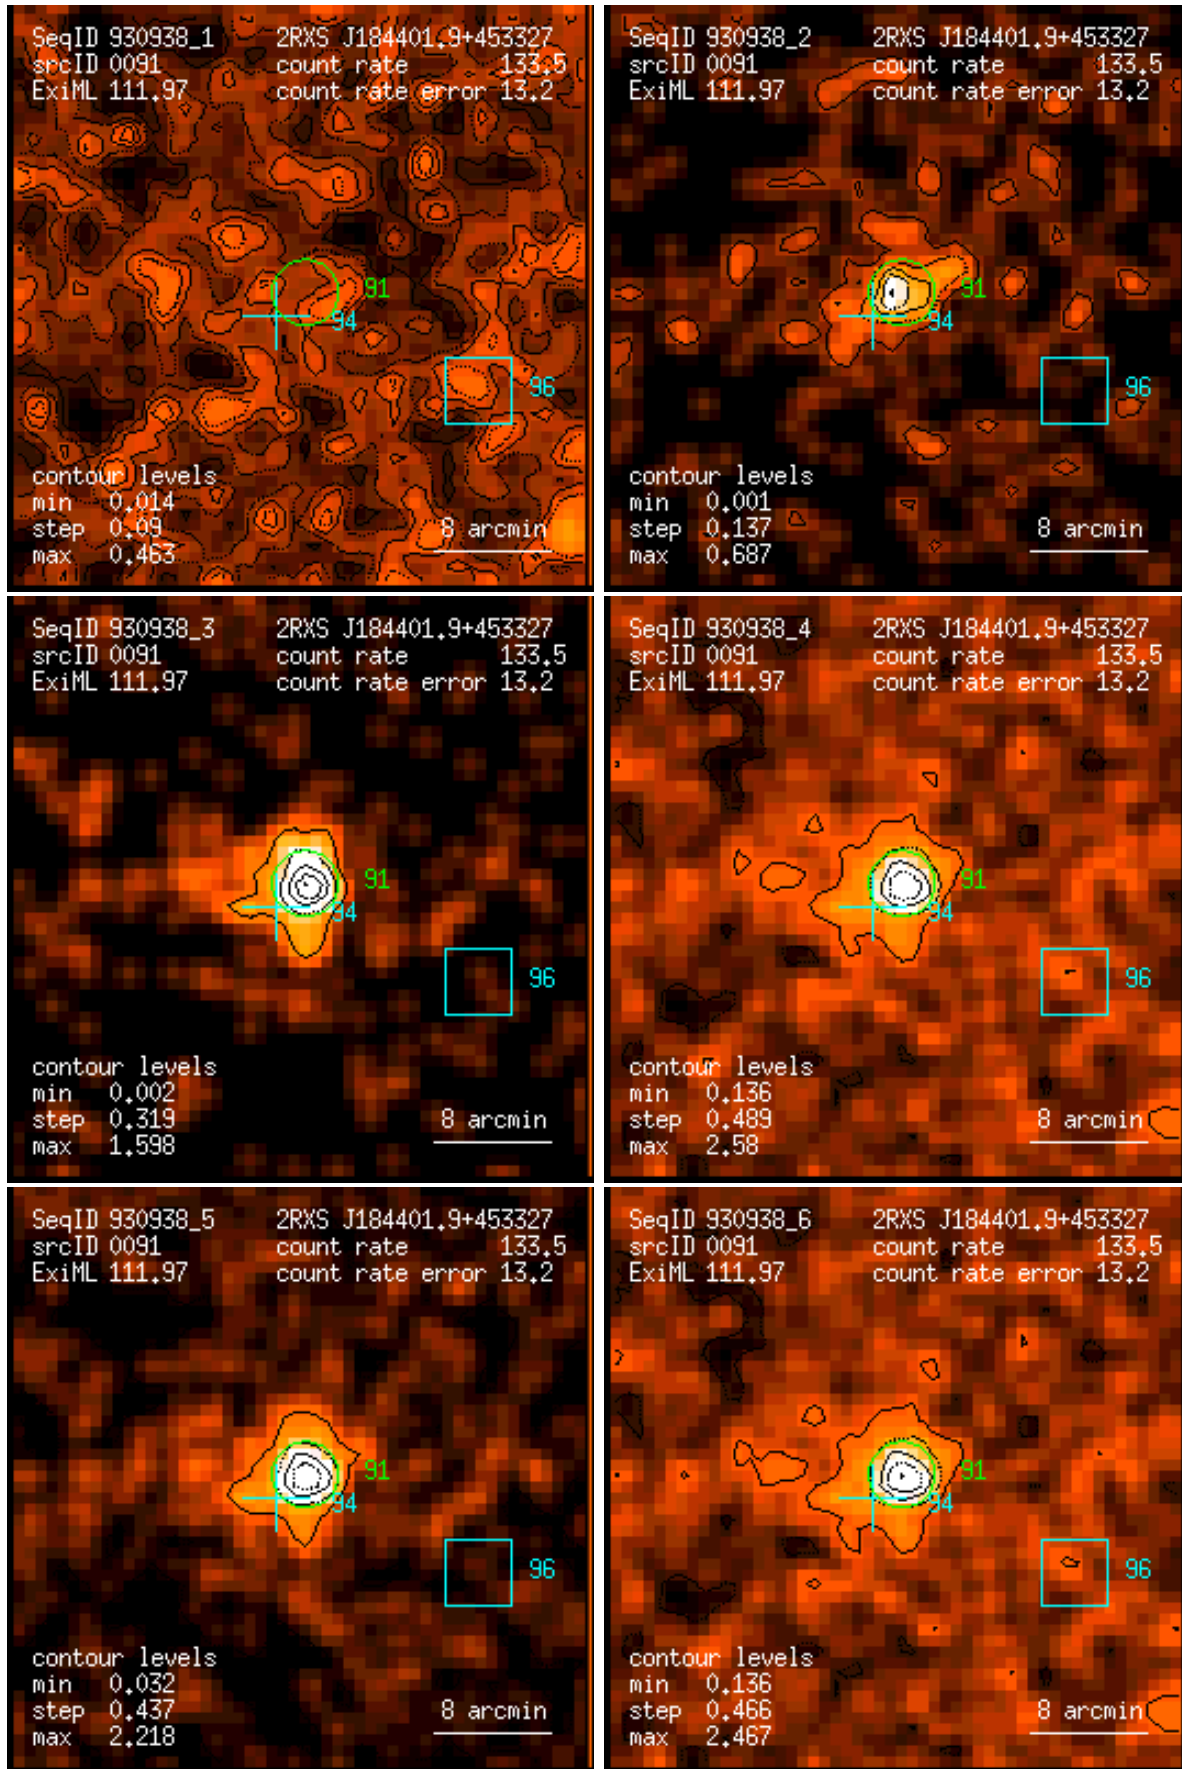 SeqID 930938_1 2RXS J184401.9+453327
srcID 0091 count rate 133.5
ExiML 111.97 count rate error 13.2
91
94
96
contour levels
min 0.014
step 0.09 8 arcmin
max 0.463
SeqID 930938_2 2RXS J184401.9+453327
srcID 0091 count rate 133.5
ExiML 111.97 count rate error 13.2
91
94
96
contour levels
min 0.001
step 0.137 8 arcmin
max 0.687
SeqID 930938_3 2RXS J184401.9+453327
srcID 0091 count rate 133.5
ExiML 111.97 count rate error 13.2
91
94
96
contour levels
min 0.002
step 0.319 8 arcmin
max 1.598
SeqID 930938_4 2RXS J184401.9+453327
srcID 0091 count rate 133.5
ExiML 111.97 count rate error 13.2
91
94
96
contour levels
min 0.136
step 0.489 8 arcmin
max 2.58
SeqID 930938_5 2RXS J184401.9+453327
srcID 0091 count rate 133.5
ExiML 111.97 count rate error 13.2
91
94
96
contour levels
min 0.032
step 0.437 8 arcmin
max 2.218
SeqID 930938_6 2RXS J184401.9+453327
srcID 0091 count rate 133.5
ExiML 111.97 count rate error 13.2
91
94
96
contour levels
min 0.136
step 0.466 8 arcmin
max 2.467